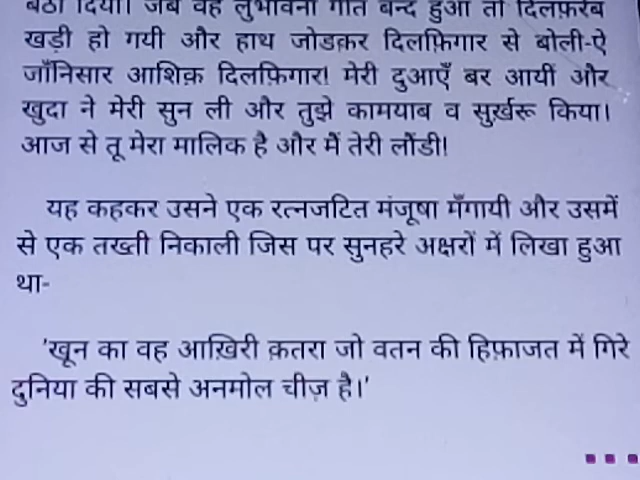 बैठा दिया। जब वह लुभावना गीत बन्द हुआ तो दिलफ़रेब
खड़ी हो गयी और हाथ जोडक़र दिलफ़िगार से बोली-ऐ
जाँनिसार आशिक़ दिलफ़िगार! मेरी दुआएँ बर आयीं और
खुदा ने मेरी सुन ली और तुझे कामयाब व सुर्ख़रू किया।
आज से तू मेरा मालिक है और मैं तेरी लौंडी!
यह कहकर उसने एक रत्नजटित मंजूषा मँगायी और उसमें
से एक तख्ती निकाली जिस पर सुनहरे अक्षरों में लिखा हुआ
था-
'खून का वह आख़िरी क़तरा जो वतन की हिफ़ाजत में गिरे
दुनिया की सबसे अनमोल चीज़ है।'